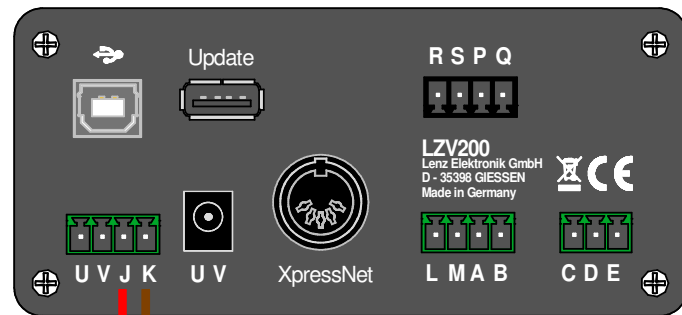 Update
R S P Q
LZV200
Lenz Elektronik GmbH
D - 35398 GIESSEN
Made in Germany
CE
U V J K
U V
XpressNet
L M A B
C D E